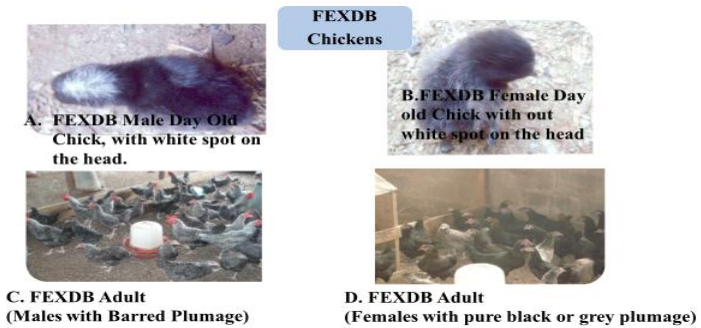 FEXDB
Chickens
A. FEXDB Male Day Old
Chick, with white spot on
the head.
B.FEXDB Female Day
old Chick with out
white spot on the head
C. FEXDB Adult
(Males with Barred Plumage)
D. FEXDB Adult
(Females with pure black or grey plumage)